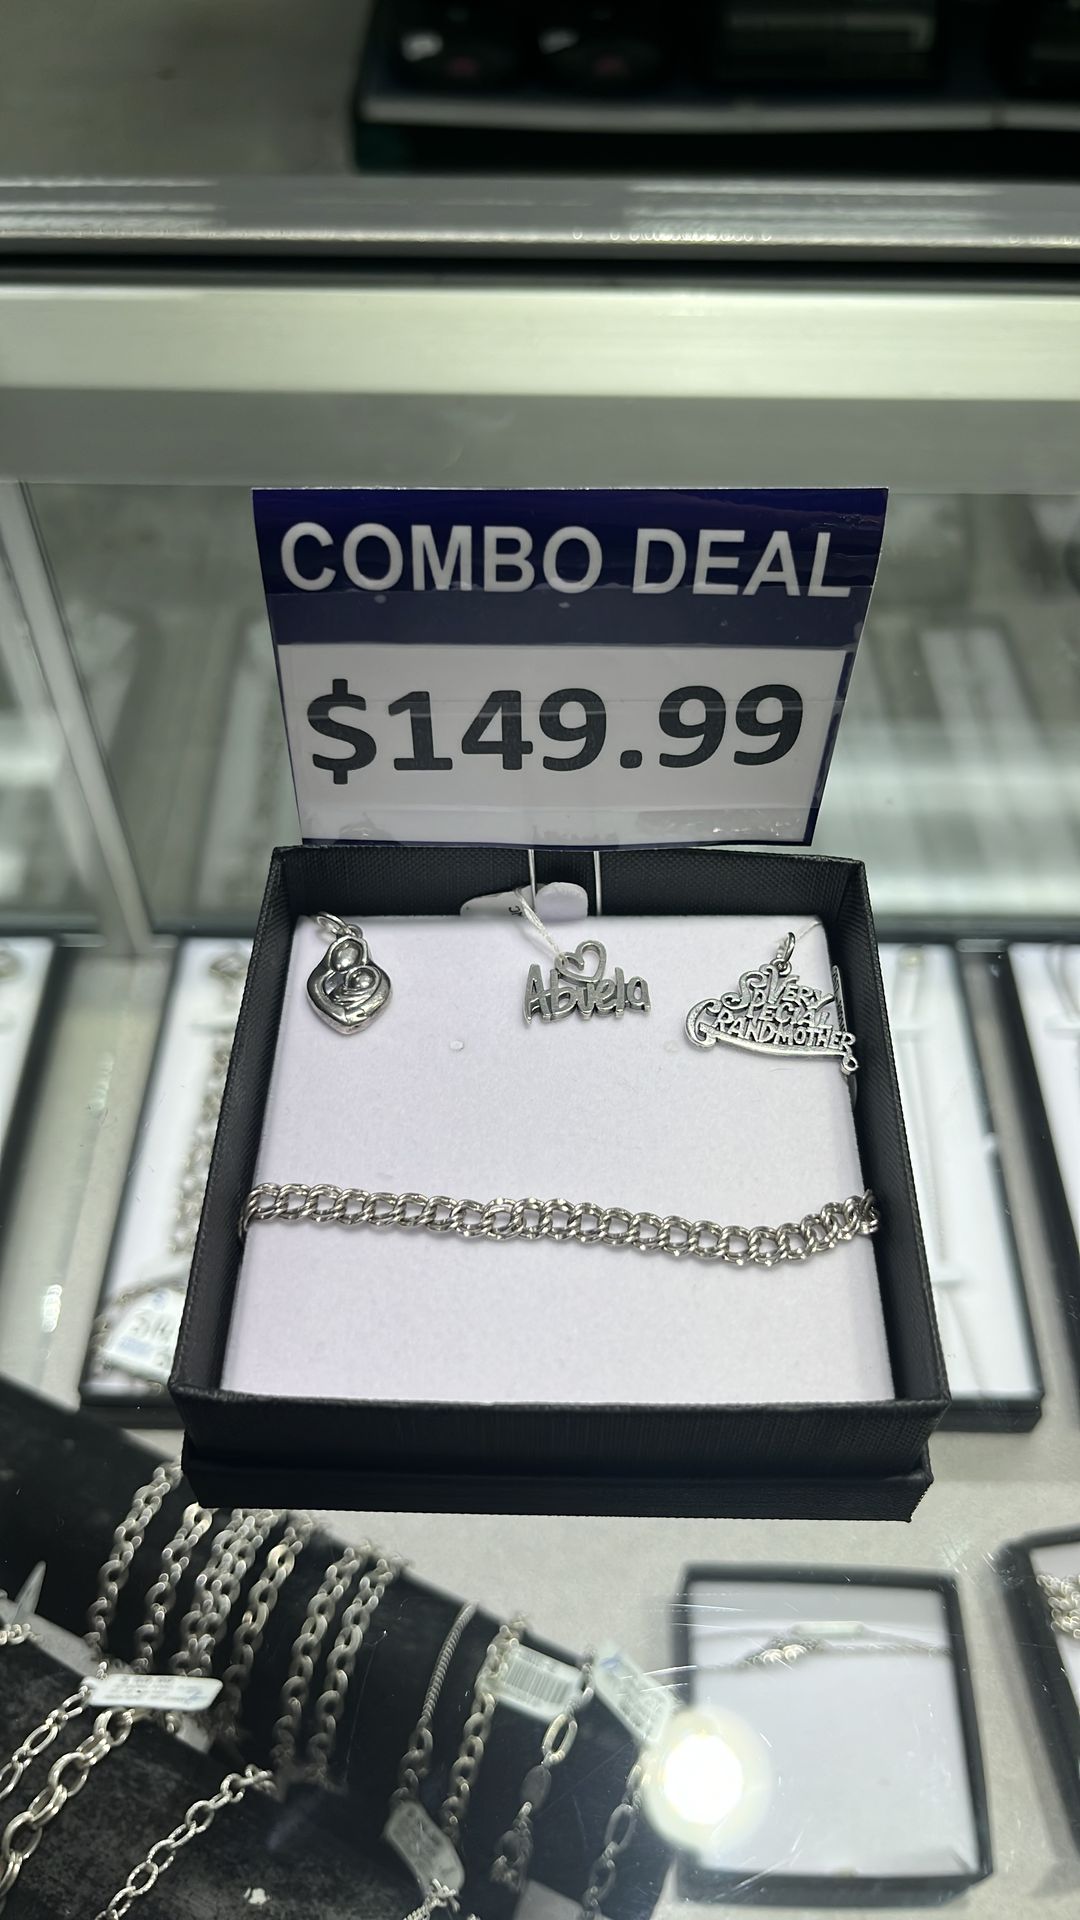 COMBO DEAL
$149.99
Abuela
VERY
SPECIAL
GRANDMOTHER